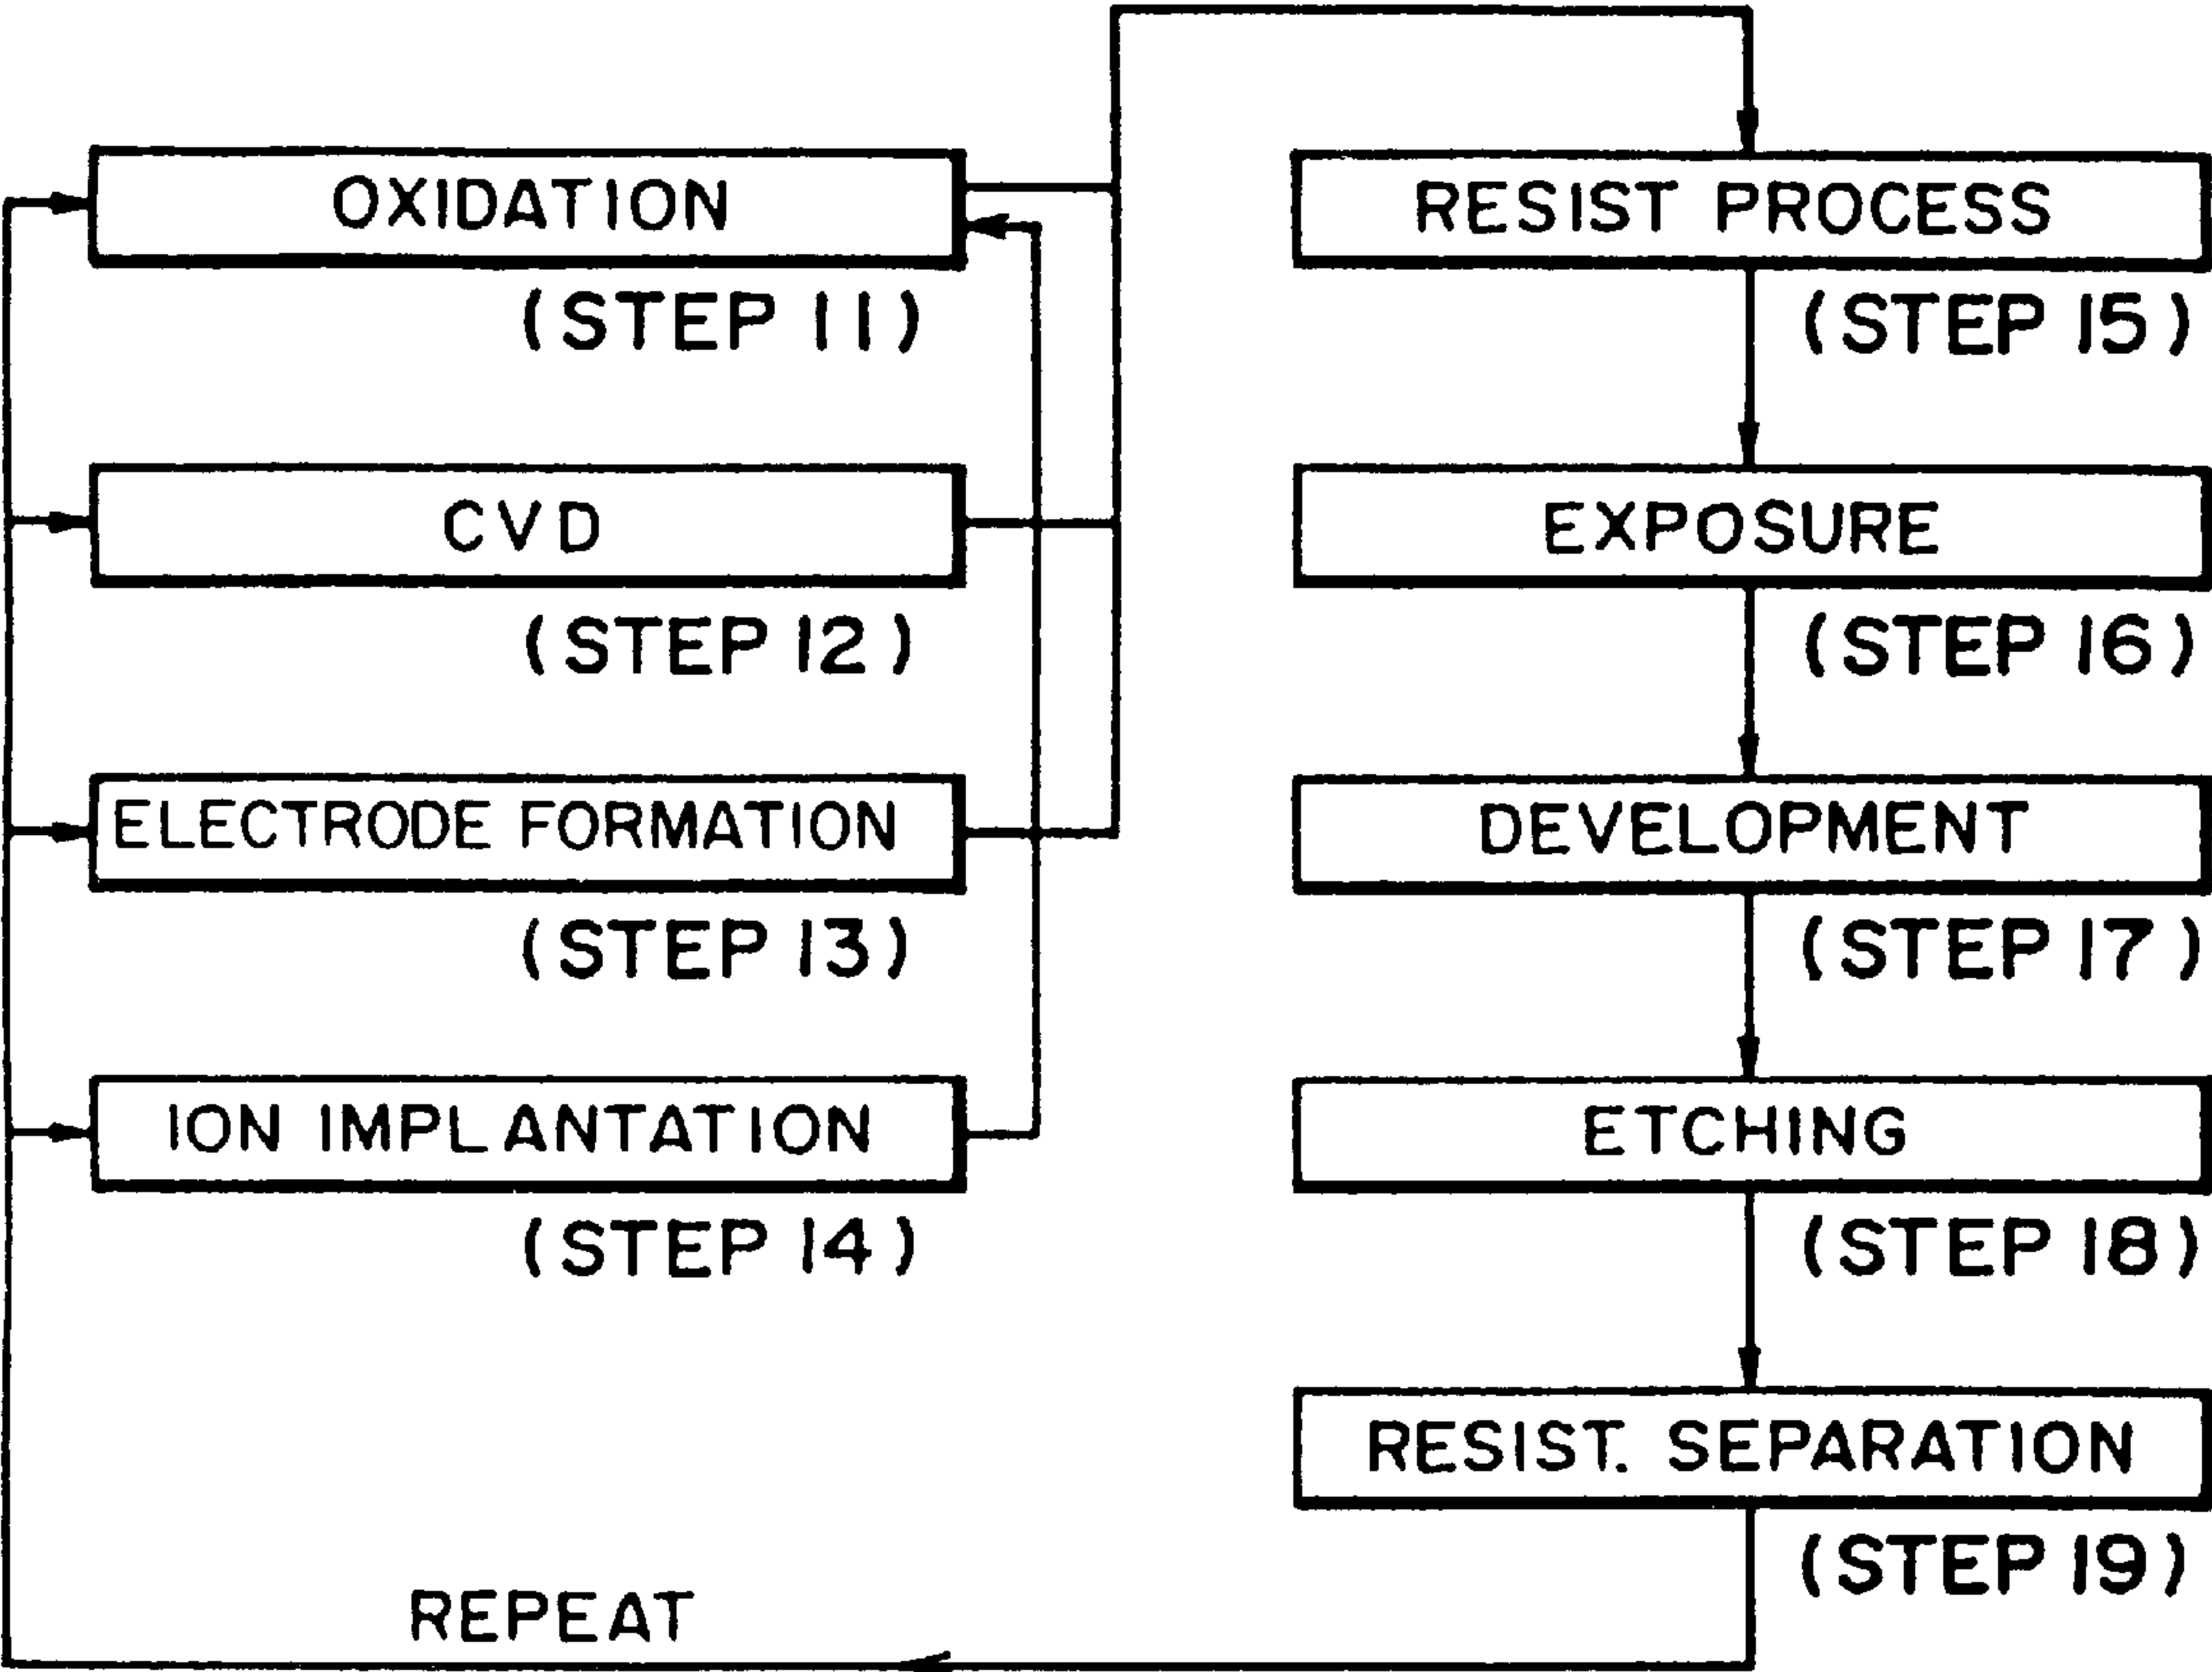 OXIDATION
(STEP 11)
CVD
(STEP 12)
ELECTRODE FORMATION
(STEP 13)
ION IMPLANTATION
(STEP 14)
RESIST PROCESS
(STEP 15)
EXPOSURE
(STEP 16)
DEVELOPMENT
(STEP 17)
ETCHING
(STEP 18)
RESIST. SEPARATION
(STEP 19)
REPEAT